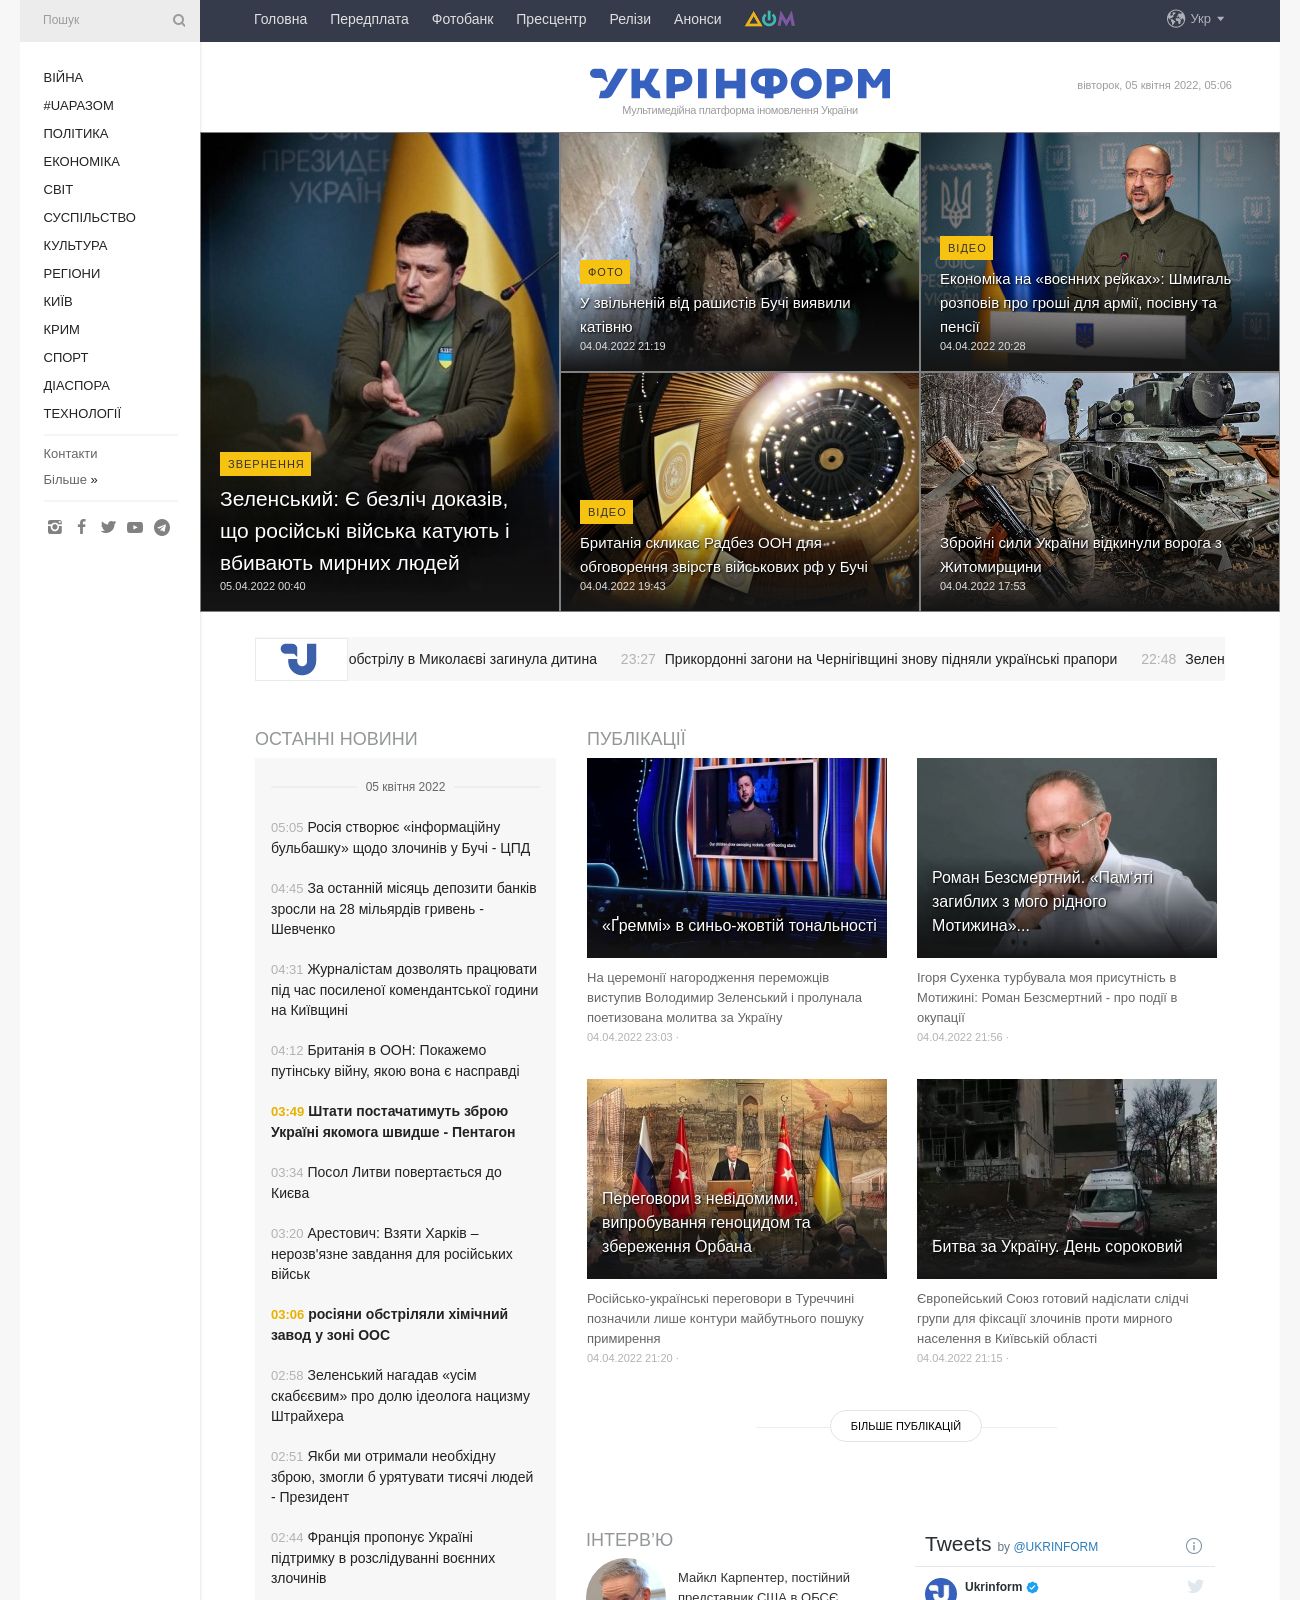 Пошук
Головна Передплата Фотобанк Пресцентр Релізи Анонси ДОМ
Укр
ВІЙНА
#UАРАЗОМ
ПОЛІТИКА
ЕКОНОМІКА
СВІТ
СУСПІЛЬСТВО
КУЛЬТУРА
РЕГІОНИ
КИЇВ
КРИМ
СПОРТ
ДІАСПОРА
ТЕХНОЛОГІЇ
Контакти
Більше »
УКРІНФОРМ
Мультимедійна платформа іномовлення України
вівторок, 05 квітня 2022, 05:06
ЗВЕРНЕННЯ
Зеленський: Є безліч доказів,
що російські війська катують і
вбивають мирних людей
05.04.2022 00:40
ФОТО
У звільненій від рашистів Бучі виявили
катівню
04.04.2022 21:19
ВІДЕО
Економіка на «воєнних рейках»: Шмигаль
розповів про гроші для армії, посівну та
пенсії
04.04.2022 20:28
ВІДЕО
Британія скликає Радбез ООН для
обговорення звірств військових рф у Бучі
04.04.2022 19:43
Збройні сили України відкинули ворога з
Житомирщини
04.04.2022 17:53
обстрілу в Миколаєві загинула дитина 23:27 Прикордонні загони на Чернігівщині знову підняли українські прапори 22:48 Зелен
ОСТАННІ НОВИНИ
05 квітня 2022
05:05 Росія створює «інформаційну
бульбашку» щодо злочинів у Бучі - ЦПД
04:45 За останній місяць депозити банків
зросли на 28 мільярдів гривень -
Шевченко
04:31 Журналістам дозволять працювати
під час посиленої комендантської години
на Київщині
04:12 Британія в ООН: Покажемо
путінську війну, якою вона є насправді
03:49 Штати постачатимуть зброю
Україні якомога швидше - Пентагон
03:34 Посол Литви повертається до
Києва
03:20 Арестович: Взяти Харків –
нерозв'язне завдання для російських
військ
03:06 росіяни обстріляли хімічний
завод у зоні ООС
02:58 Зеленський нагадав «усім
скабєєвим» про долю ідеолога нацизму
Штрайхера
02:51 Якби ми отримали необхідну
зброю, змогли б урятувати тисячі людей
- Президент
02:44 Франція пропонує Україні
підтримку в розслідуванні воєнних
злочинів
ПУБЛІКАЦІЇ
«Ґреммі» в синьо-жовтій тональності
На церемонії нагородження переможців
виступив Володимир Зеленський і пролунала
поетизована молитва за Україну
04.04.2022 23:03 ·
Роман Безсмертний. «Пам'яті
загиблих з мого рідного
Мотижина»...
Ігоря Сухенка турбувала моя присутність в
Мотижині: Роман Безсмертний - про події в
окупації
04.04.2022 21:56 ·
Переговори з невідомими,
випробування геноцидом та
збереження Орбана
Російсько-українські переговори в Туреччині
позначили лише контури майбутнього пошуку
примирення
04.04.2022 21:20 ·
Битва за Україну. День сороковий
Європейський Союз готовий надіслати слідчі
групи для фіксації злочинів проти мирного
населення в Київській області
04.04.2022 21:15 ·
БІЛЬШЕ ПУБЛІКАЦІЙ
ІНТЕРВ'Ю
Майкл Карпентер, постійний
представник США в ОБСЄ
Tweets by @UKRINFORM
Ukrinform